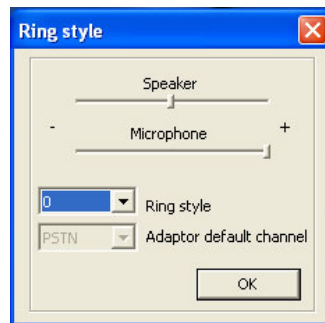 Ring style
Speaker
- +
Microphone
0 Ring style
PSTN Adaptor default channel
OK